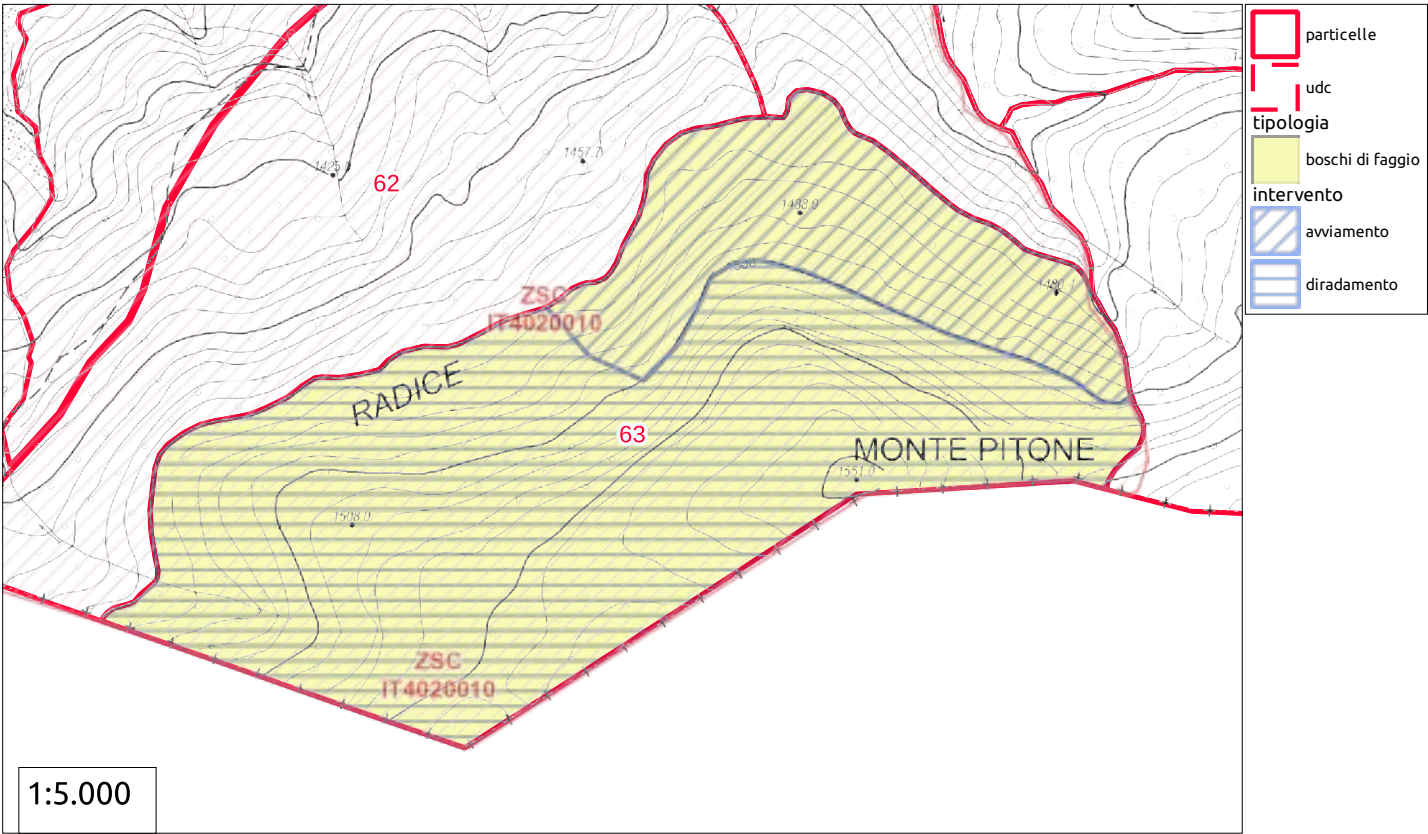 1425.
62
1457.7
1488.0
ZSC
IT4020010
RADICE
63
MONTE PITONE
1551.0
1508.0
ZSC
IT4020010
1:5.000
particelle
udc
tipologia
boschi di faggio
intervento
avviamento
diradamento